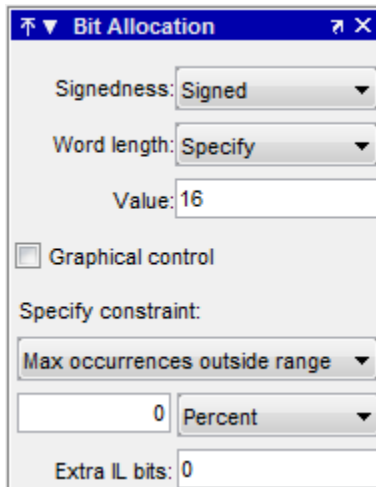 Bit Allocation
Signedness: Signed
Word length: Specify
Value: 16
Graphical control
Specify constraint:
Max occurrences outside range
0 Percent
Extra IL bits: 0